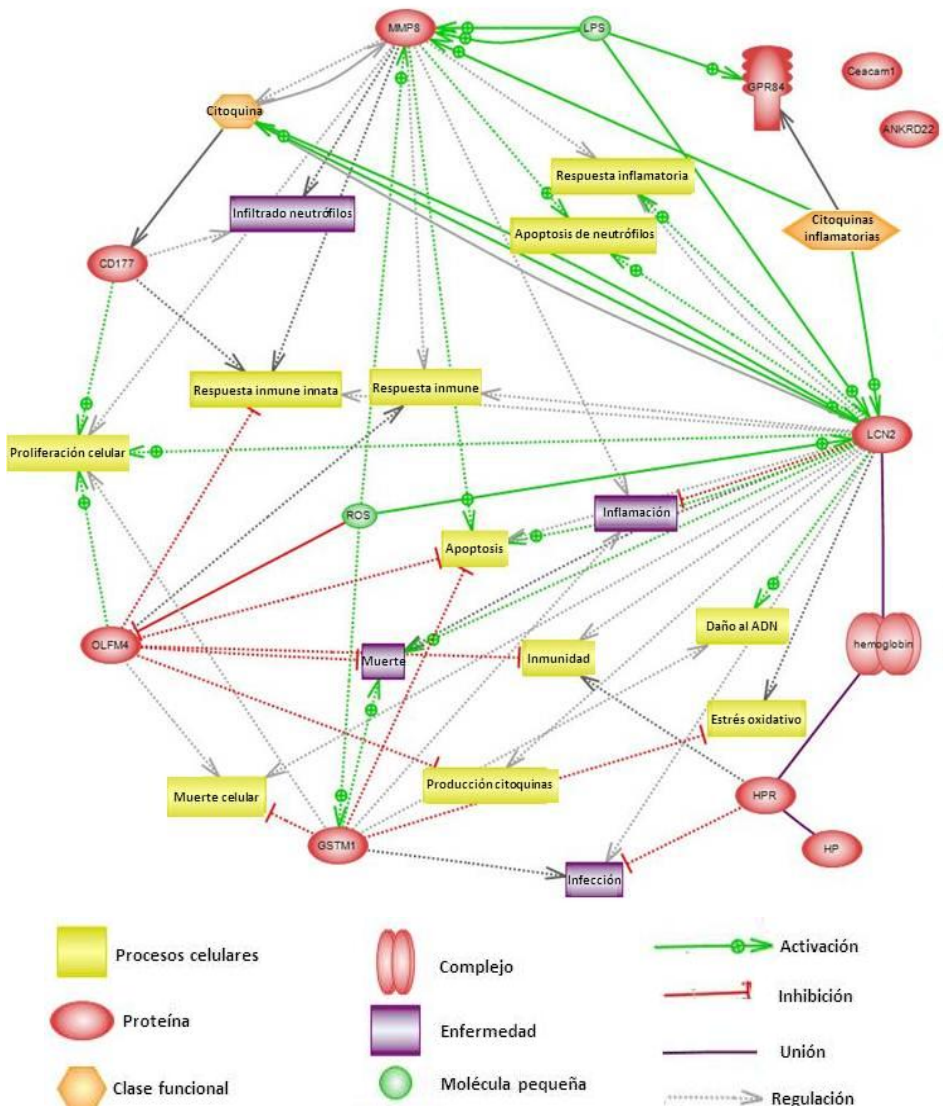 MMP8
LPS
GPR84
Ceacam1
ANKRD22
Citoquina
Respuesta inflamatoria
Infiltrado neutrófilos
Apoptosis de neutrófilos
Citoquinas
inflamatorias
CD177
Respuesta inmune innata
Respuesta inmune
Proliferación celular
LCN2
ROS
Inflamación
Apoptosis
Daño al ADN
OLFM4
Muerte
Inmunidad
hemoglobin
Estrés oxidativo
Muerte celular
Producción citoquinas
HPR
GSTM1
HP
Infección
Procesos celulares
Complejo
Activación
Proteína
Enfermedad
Inhibición
Unión
Clase funcional
Molécula pequeña
Regulación